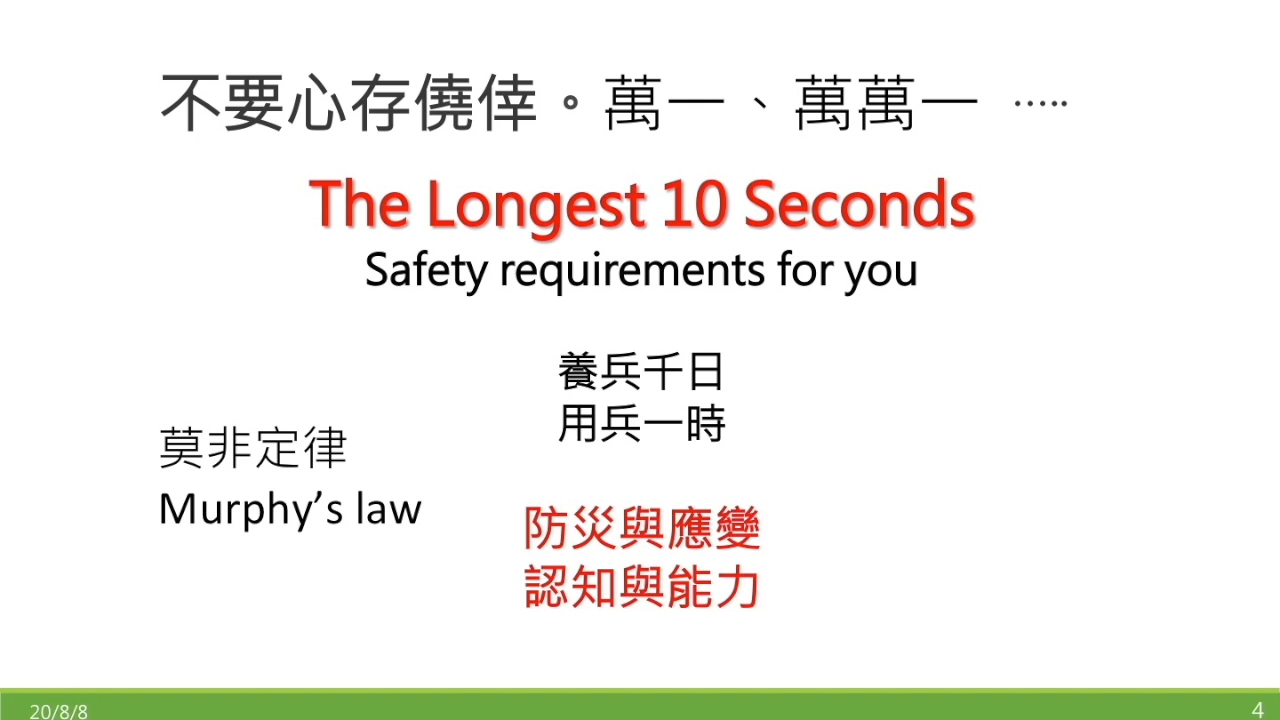 不要心存僥倖。萬一、萬萬一 .....
The Longest 10 Seconds
Safety requirements for you
養兵千日
用兵一時
莫非定律
Murphy’s law
防災與應變
認知與能力
20/8/8
4